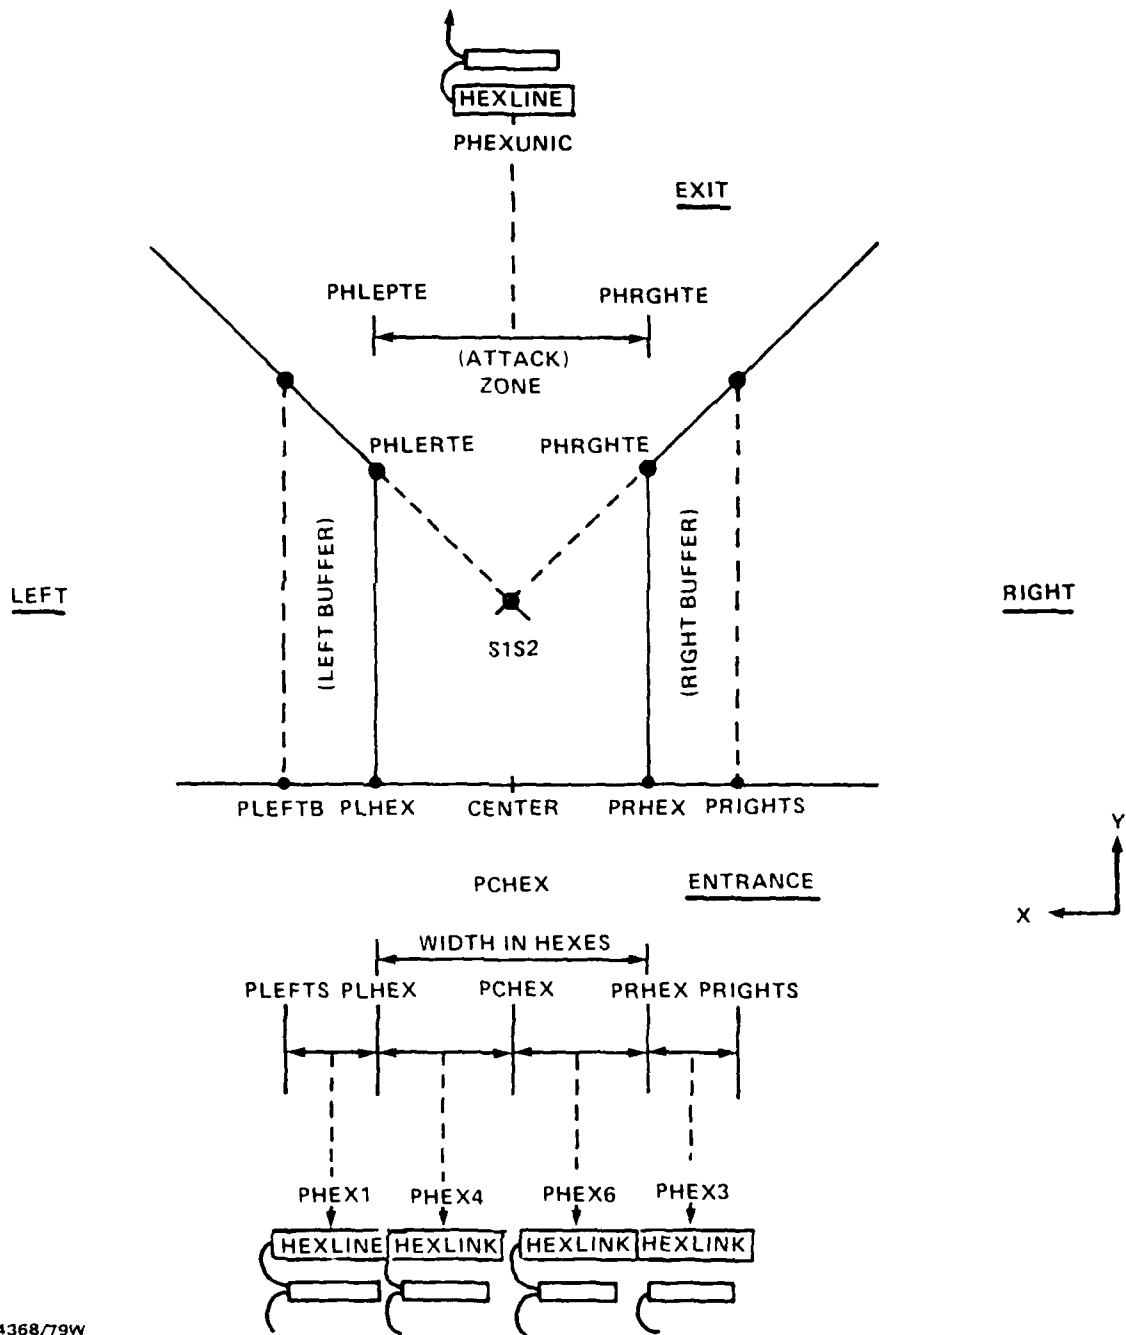 HEXLINE
PHEXUNIC
EXIT
PHLEPTE PHRGHTE
(ATTACK)
ZONE
PHLERTE PHRGHTE
(LEFT BUFFER)
(RIGHT BUFFER)
LEFT
RIGHT
S1S2
PLEFTB PLHEX CENTER PRHEX PRIGHTS
Y
X
PCHEX ENTRANCE
WIDTH IN HEXES
PLEFTS PLHEX PCHEX PRHEX PRIGHTS
PHEX1 PHEX4 PHEX6 PHEX3
HEXLINE HEXLINK HEXLINK HEXLINK
4368/79W